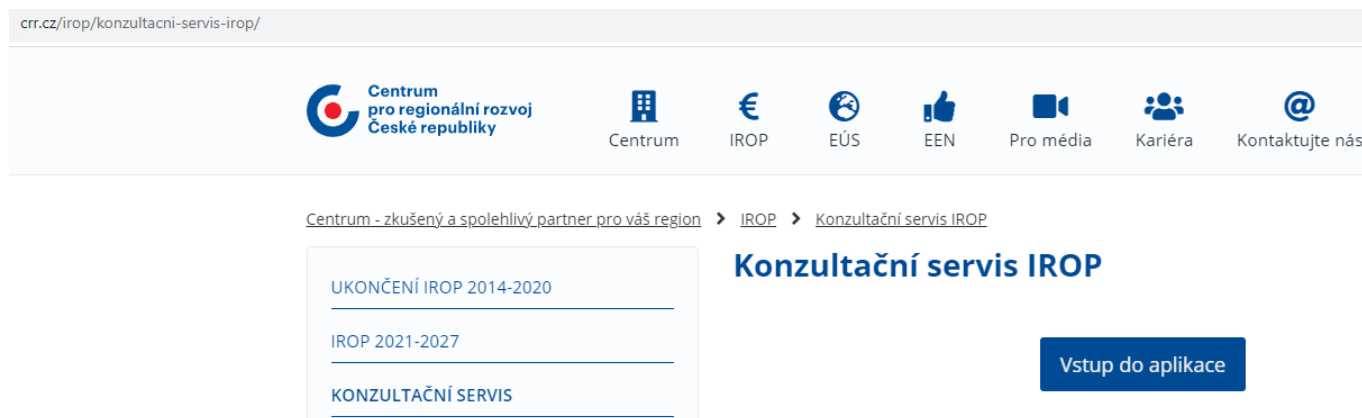 crr.cz/irop/konzultacni-servis-irop/
Centrum
pro regionální rozvoj
České republiky
Centrum
IROP
EÚS
EEN
Pro média
Kariéra
Kontaktujte nás
Centrum - zkušený a spolehlivý partner pro váš region > IROP > Konzultační servis IROP
UKONČENÍ IROP 2014-2020
IROP 2021-2027
KONZULTAČNÍ SERVIS
Konzultační servis IROP
Vstup do aplikace